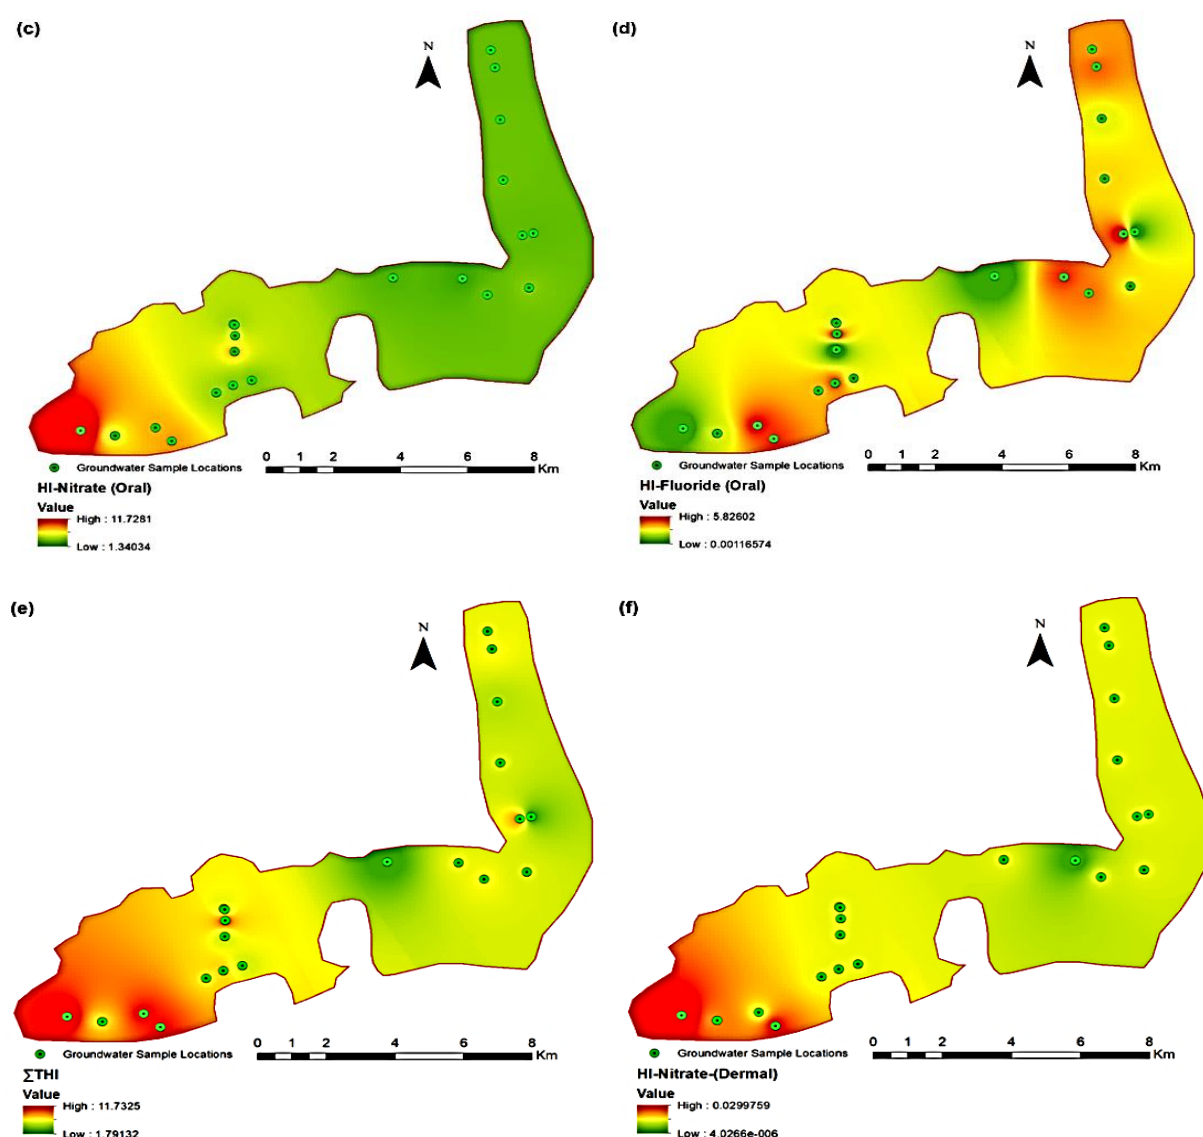 (c)
N
0 1 2 4 6 8
Km
Groundwater Sample Locations
HI-Nitrate (Oral)
Value
High : 11.7281
Low : 1.34034
(d)
N
0 1 2 4 6 8
Km
Groundwater Sample Locations
HI-Fluoride (Oral)
Value
High : 5.82602
Low : 0.00116574
(e)
N
0 1 2 4 6 8
Km
Groundwater Sample Locations
∑THI
Value
High : 11.7325
Low : 1.79132
(f)
N
0 1 2 4 6 8
Km
Groundwater Sample Locations
HI-Nitrate-(Dermal)
Value
High : 0.0299759
Low : 4.0266e-006